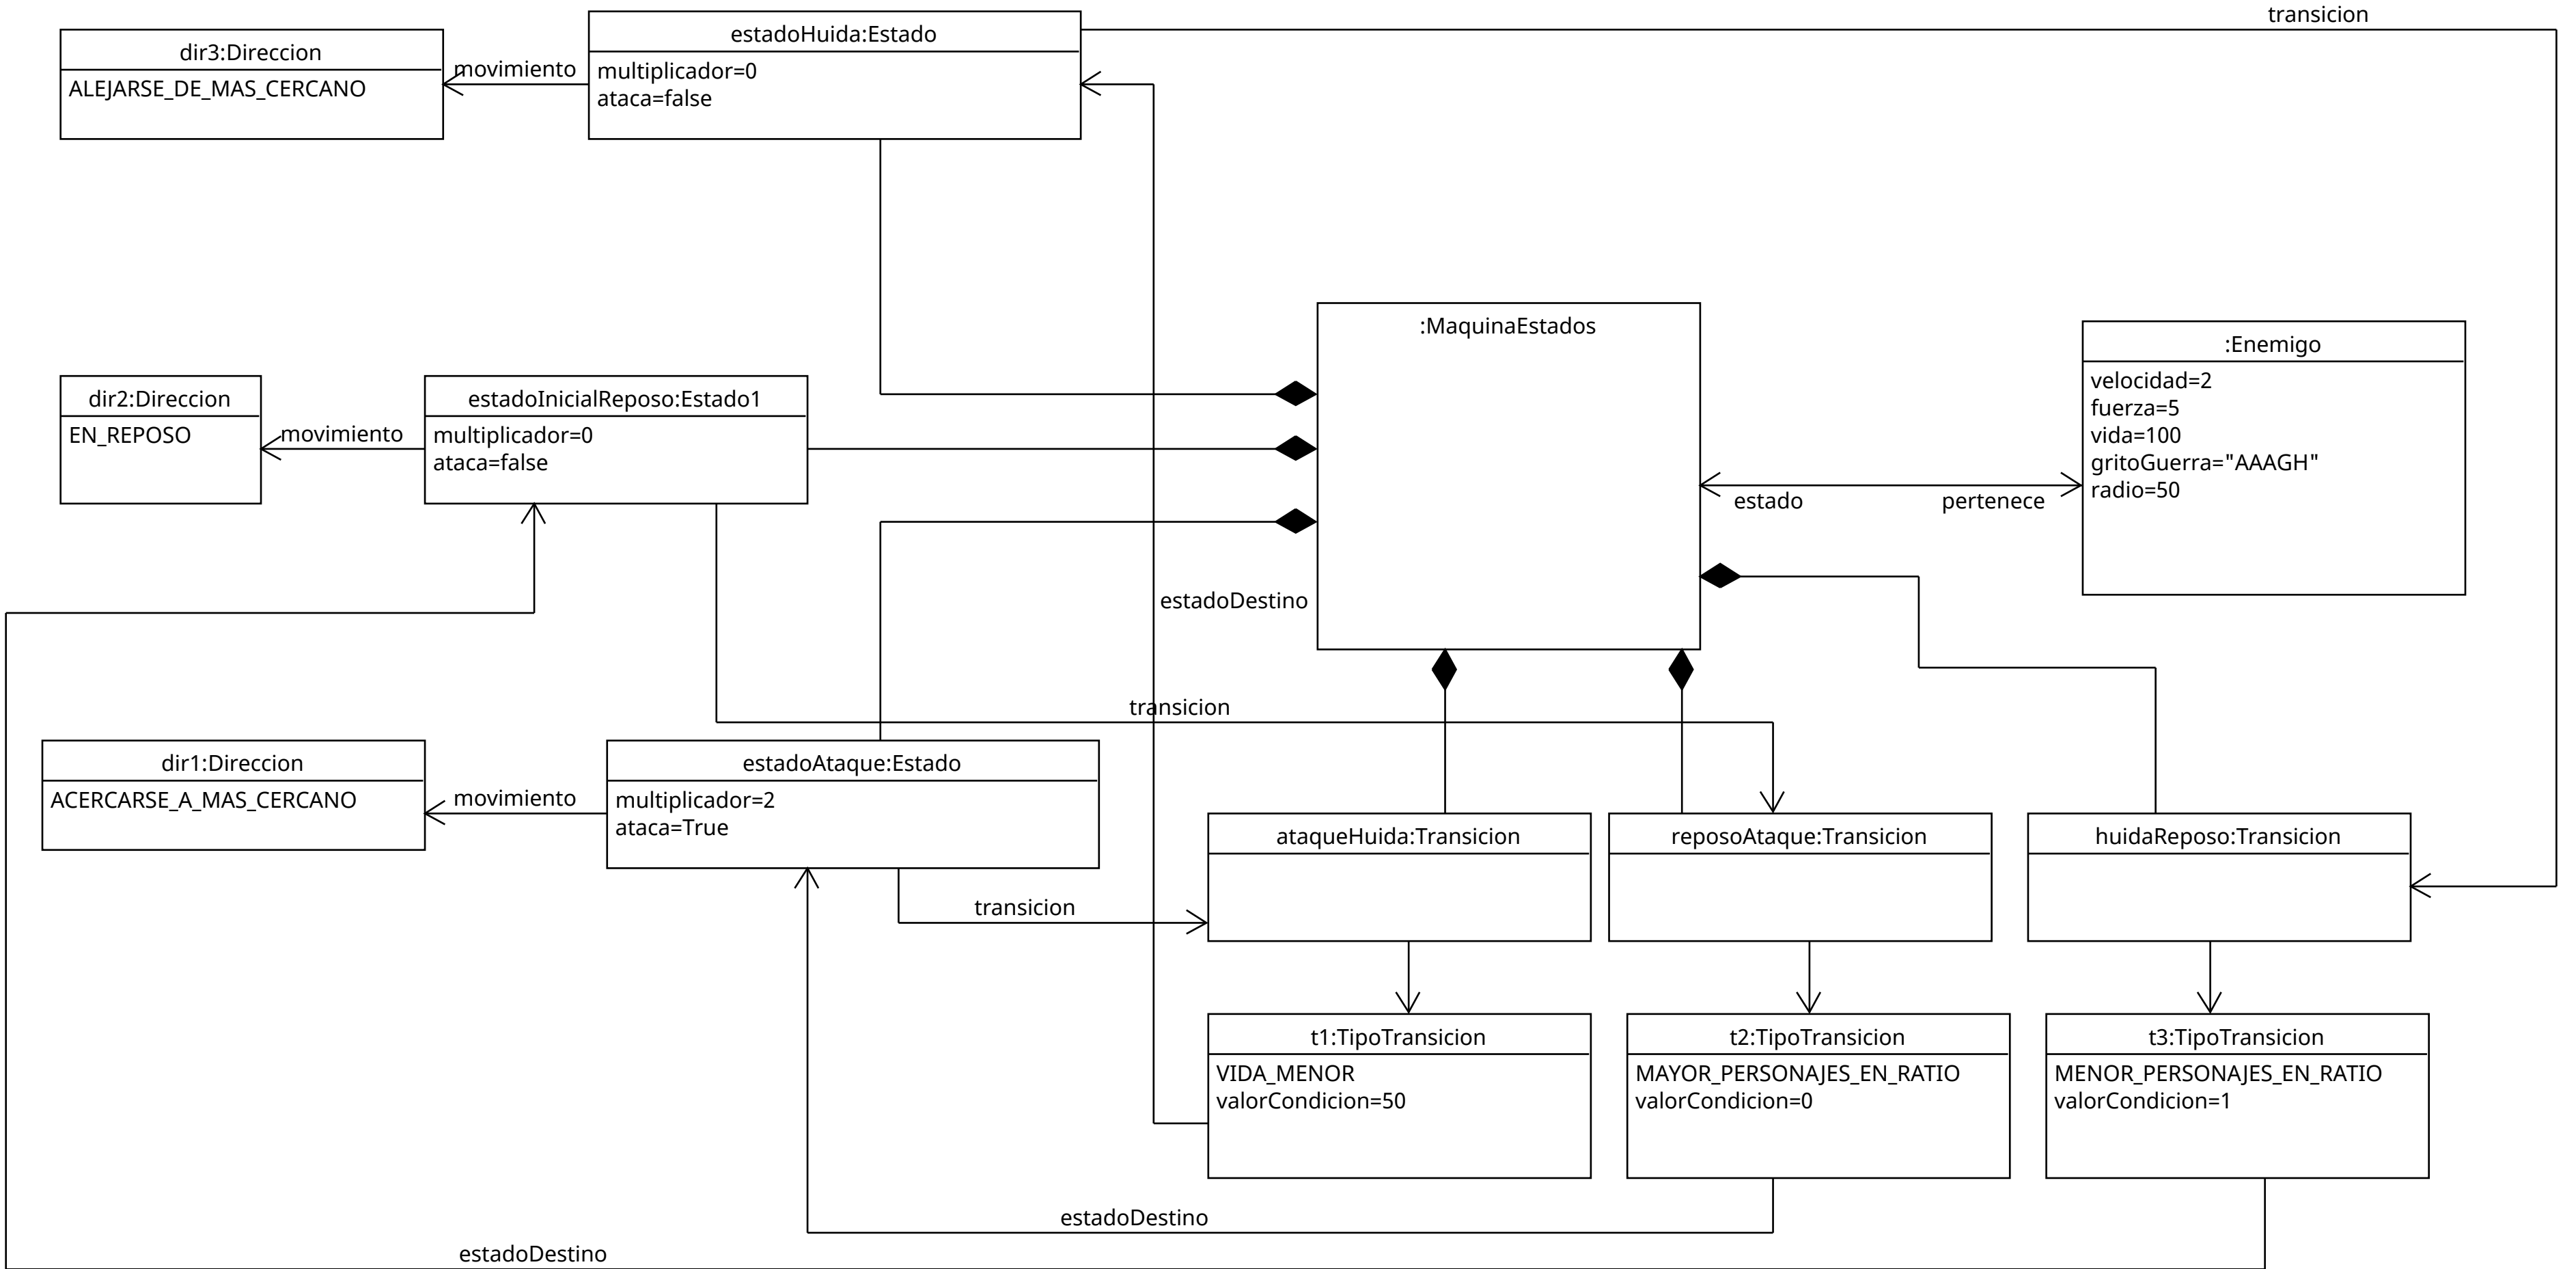 transicion
estadoHuida:Estado
multiplicador=0
ataca=false
dir3:Direccion
ALEJARSE_DE_MAS_CERCANO
movimiento
:MaquinaEstados
:Enemigo
velocidad=2
fuerza=5
vida=100
gritoGuerra="AAAGH"
radio=50
dir2:Direccion
EN_REPOSO
movimiento
estadoInicialReposo:Estado1
multiplicador=0
ataca=false
estado
pertenece
estadoDestino
transicion
dir1:Direccion
ACERCARSE_A_MAS_CERCANO
movimiento
estadoAtaque:Estado
multiplicador=2
ataca=True
ataqueHuida:Transicion
reposoAtaque:Transicion
huidaReposo:Transicion
transicion
t1:TipoTransicion
VIDA_MENOR
valorCondicion=50
t2:TipoTransicion
MAYOR_PERSONAJES_EN_RATIO
valorCondicion=0
t3:TipoTransicion
MENOR_PERSONAJES_EN_RATIO
valorCondicion=1
estadoDestino
estadoDestino